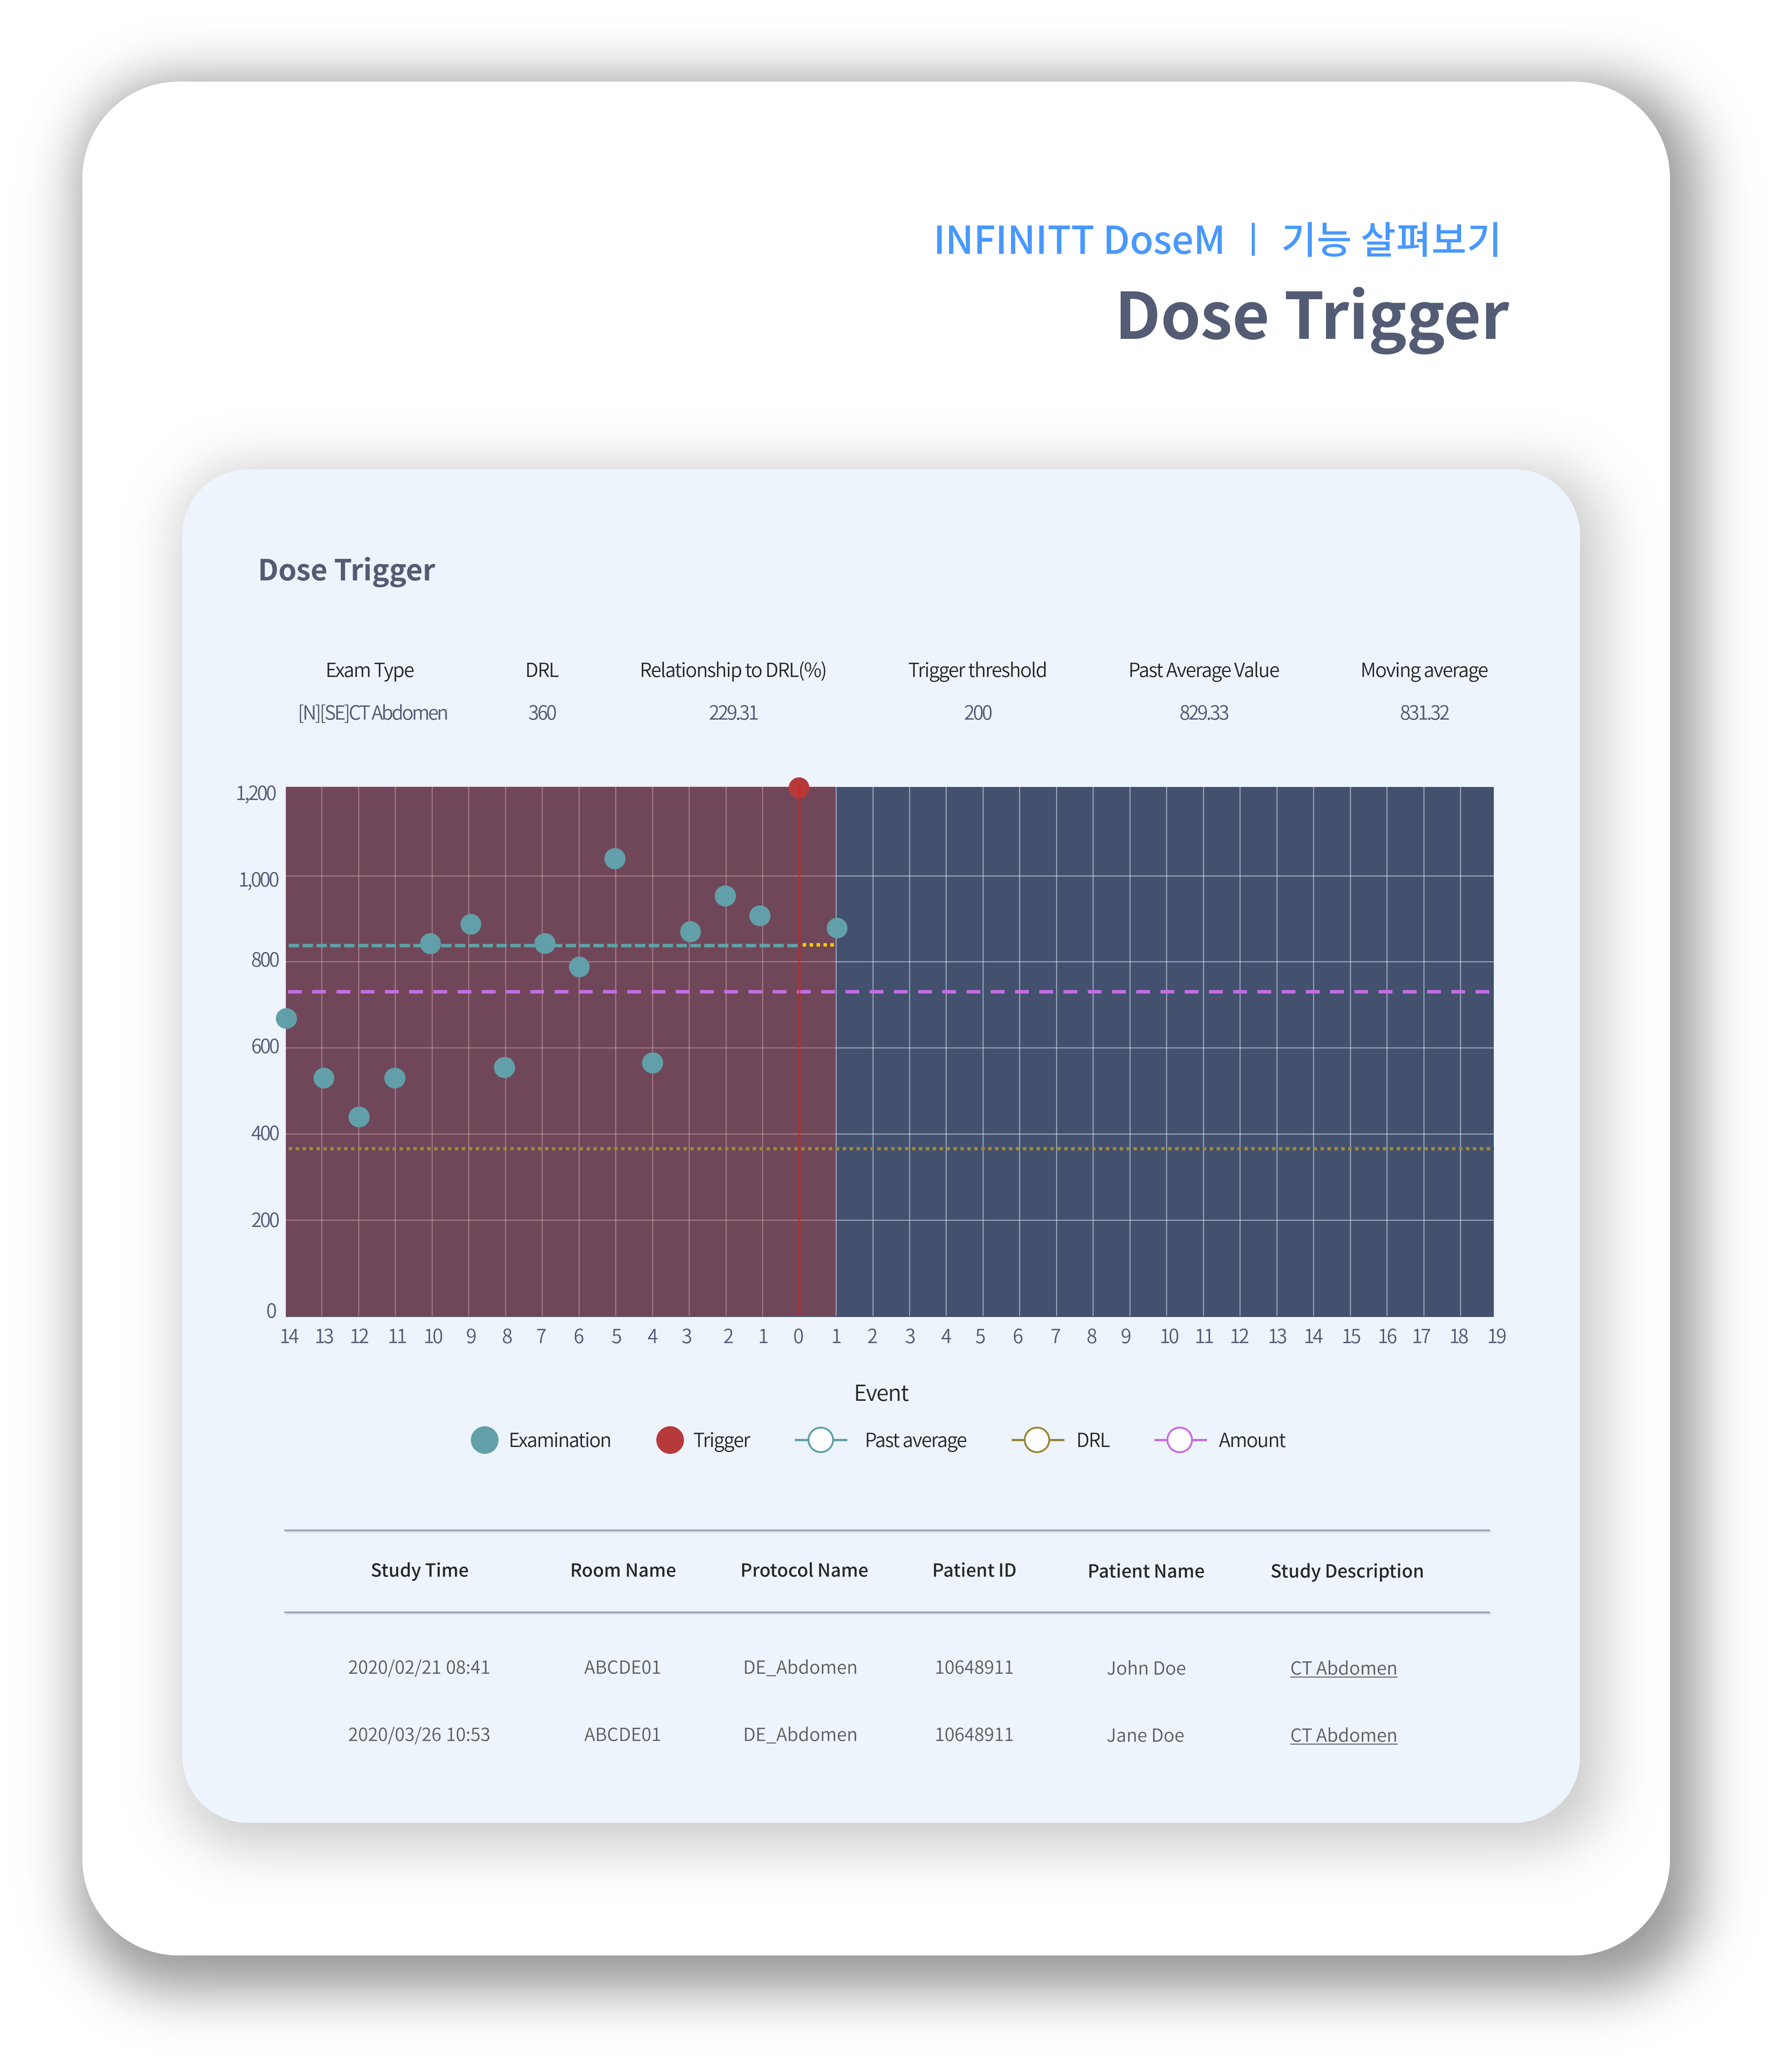 INFINITT DoseM | 기능 살펴보기
Dose Trigger
Dose Trigger
Exam Type DRL Relationship to DRL(%) Trigger threshold Past Average Value Moving average
[N][SE]CT Abdomen 360 229.31 200 829.33 831.32
1,200
1,000
800
600
400
200
0
14 13 12 11 10 9 8 7 6 5 4 3 2 1 0 1 2 3 4 5 6 7 8 9 10 11 12 13 14 15 16 17 18 19
Event
Examination Trigger Past average DRL Amount
Study Time Room Name Protocol Name Patient ID Patient Name Study Description
2020/02/21 08:41 ABCDE01 DE_Abdomen 10648911 John Doe CT Abdomen
2020/03/26 10:53 ABCDE01 DE_Abdomen 10648911 Jane Doe CT Abdomen